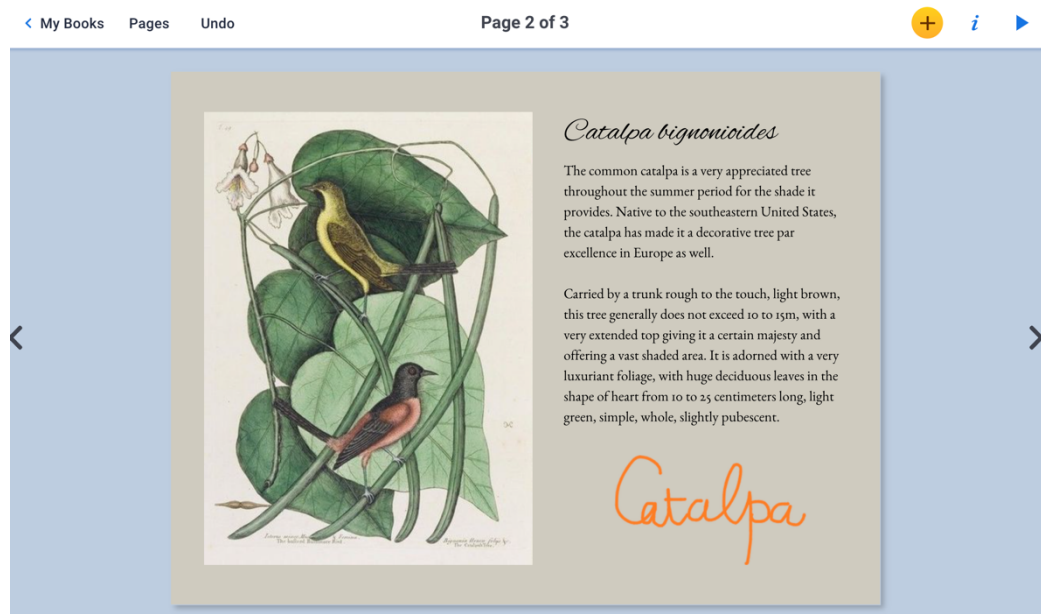 My Books Pages Undo Page 2 of 3
Catalpa bignonioides
The common catalpa is a very appreciated tree
throughout the summer period for the shade it
provides. Native to the southeastern United States,
the catalpa has made it a decorative tree par
excellence in Europe as well.
Carried by a trunk rough to the touch, light brown,
this tree generally does not exceed 10 to 15m, with a
very extended top giving it a certain majesty and
offering a vast shaded area. It is adorned with a very
luxuriant foliage, with huge deciduous leaves in the
shape of heart from 10 to 25 centimeters long, light
green, simple, whole, slightly pubescent.
Catalpa